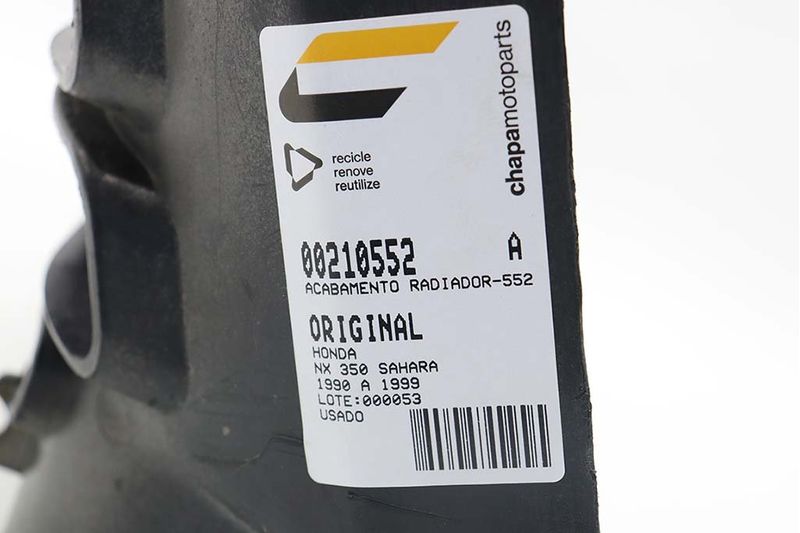 chapamotoparts
recicle
renove
reutilize
00210552 A
ACABAMENTO RADIADOR-552
ORIGINAL
HONDA
NX 350 SAHARA
1990 A 1999
LOTE:000053
USADO